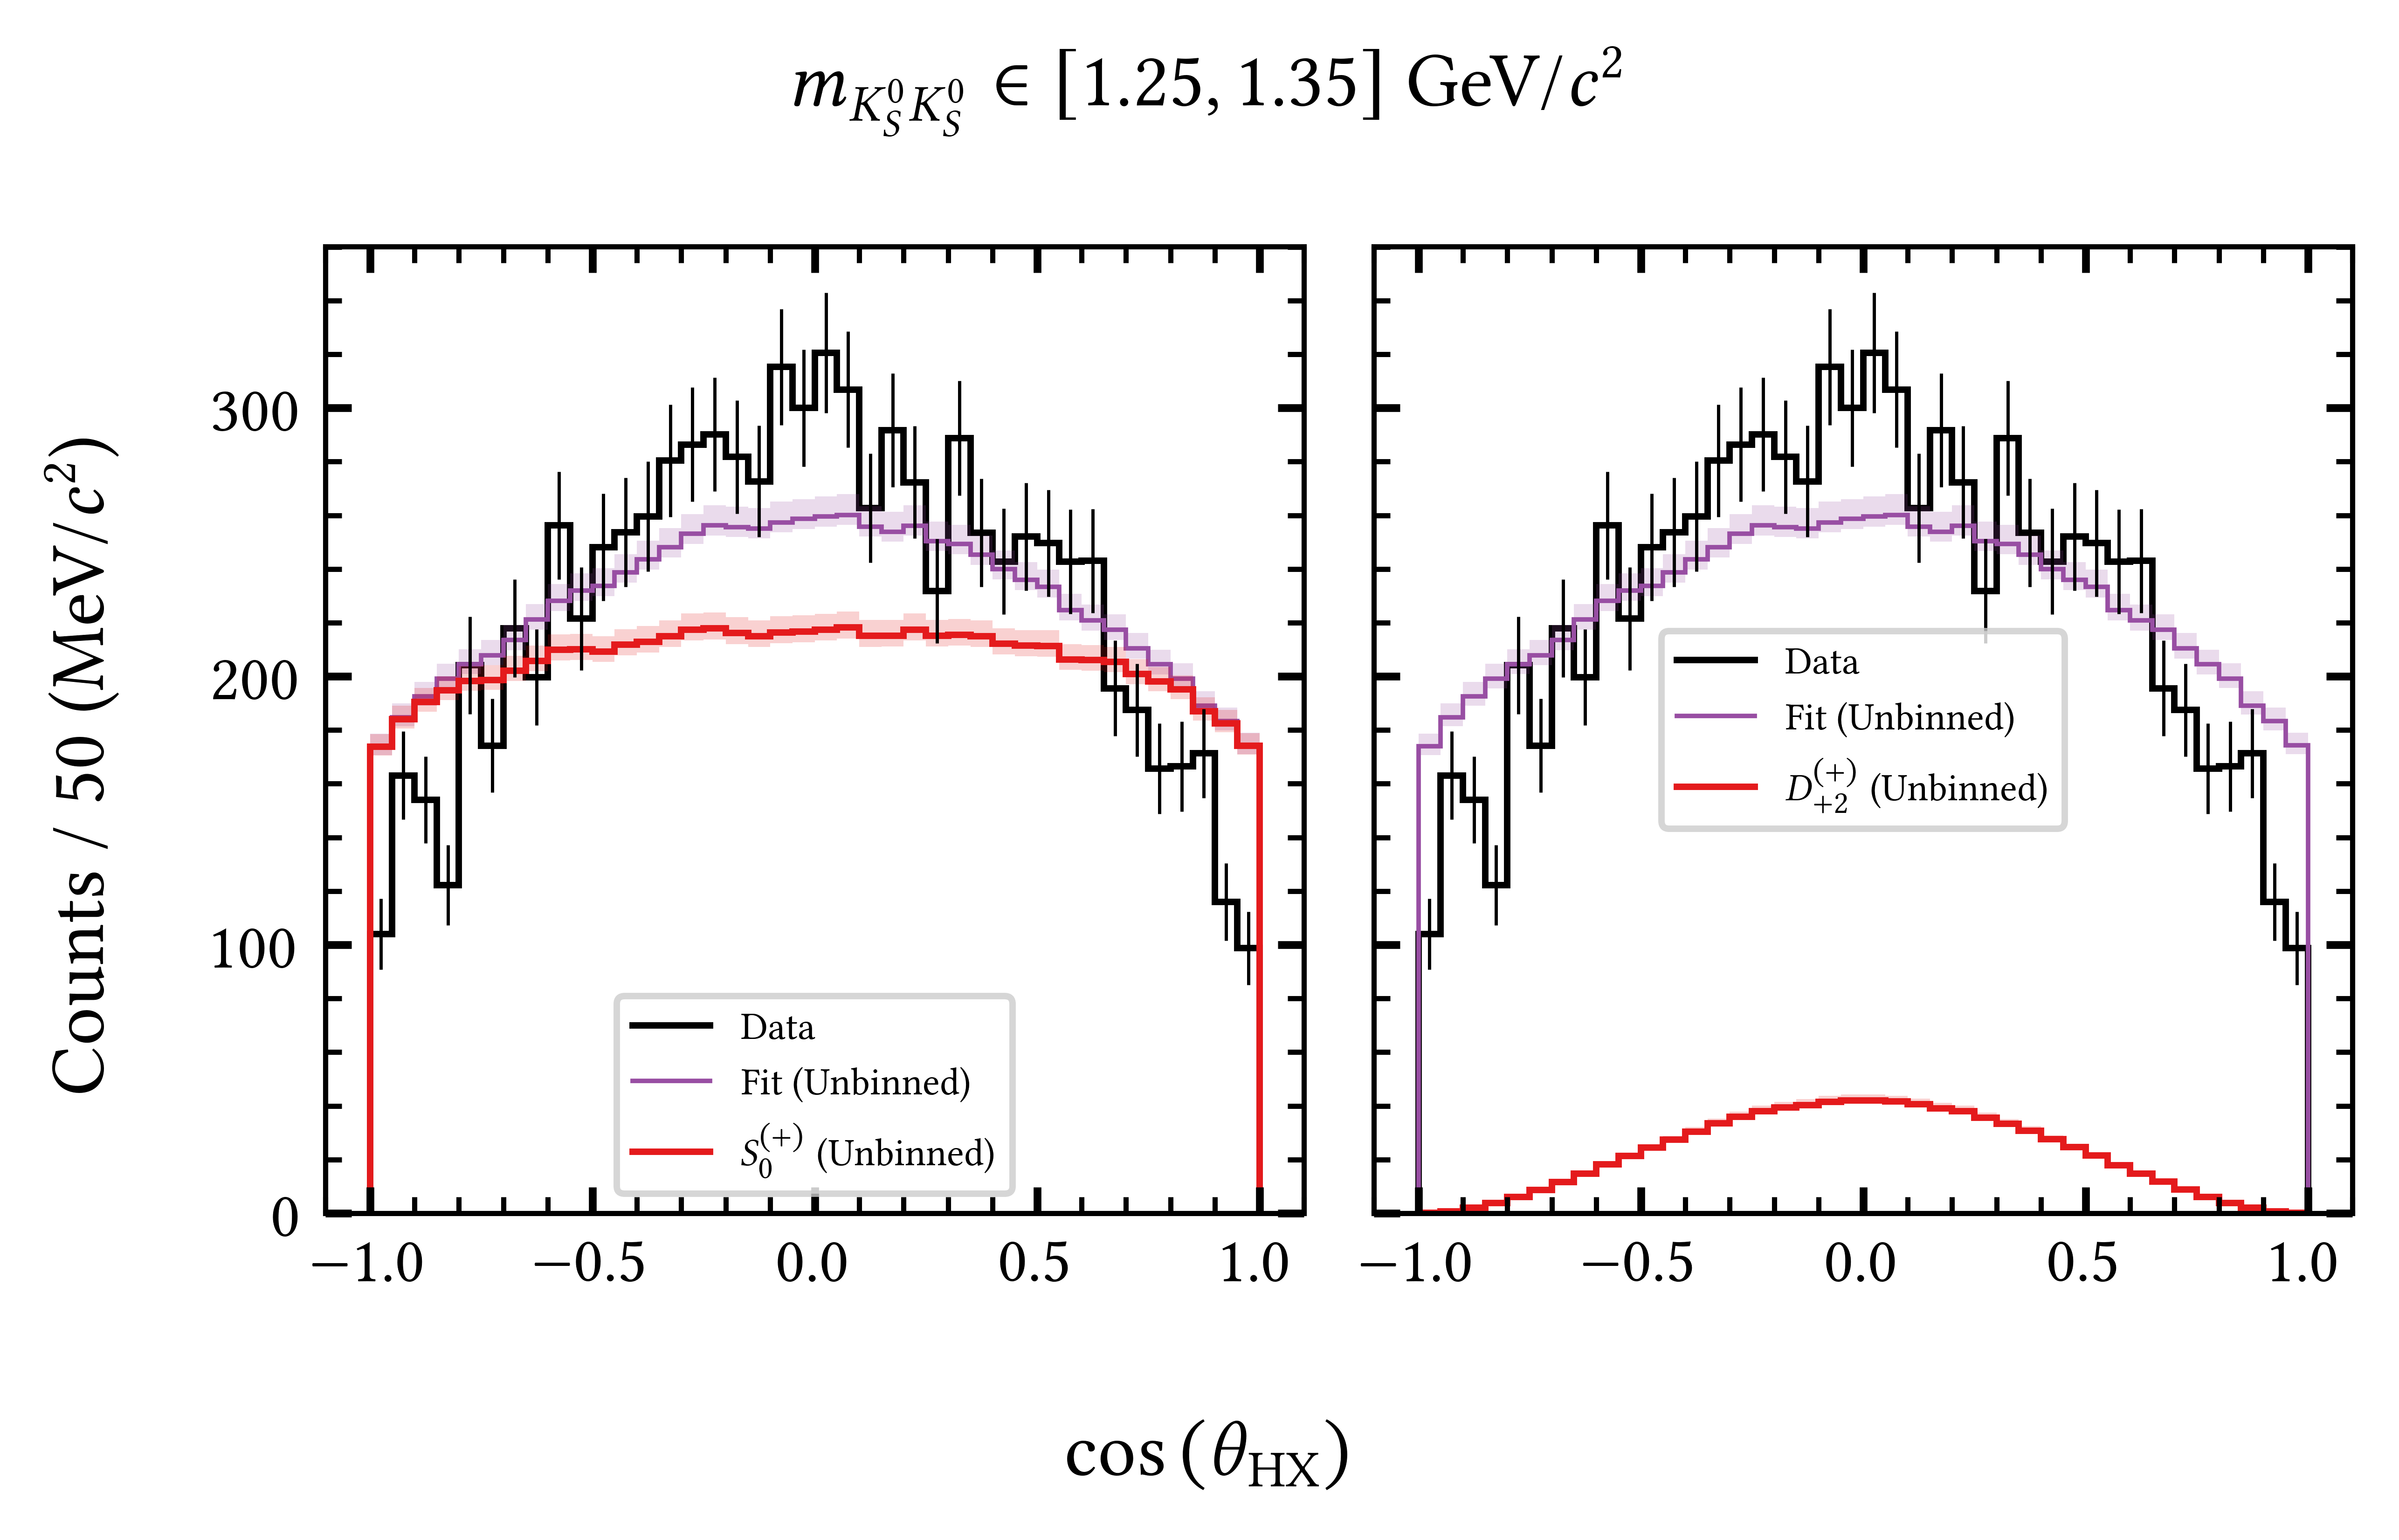 m_{K_S^0 K_S^0} ∈ [1.25, 1.35] GeV/c²
Counts / 50 (MeV/c²)
300
200
100
0
Data
Fit (Unbinned)
S_0^{(+)} (Unbinned)
−1.0 −0.5 0.0 0.5 1.0
Data
Fit (Unbinned)
D_{+2}^{(+)} (Unbinned)
−1.0 −0.5 0.0 0.5 1.0
cos (θ_{HX})